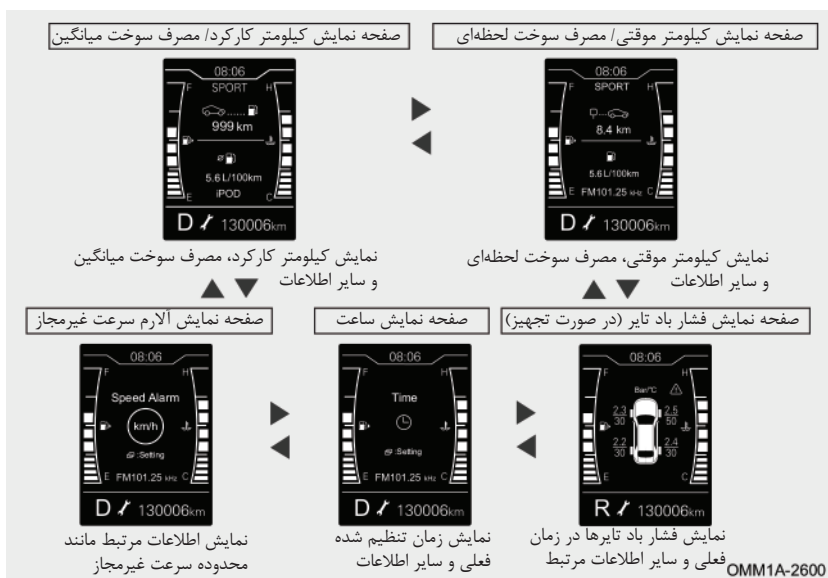 صفحه نمایش کیلومتر موقتی/ مصرف سوخت لحظه‌ای
08:06
F SPORT H
8.4 km
5.6 L/100km
E FM101.25 kHz C
D 130006km
نمایش کیلومتر موقتی، مصرف سوخت لحظه‌ای
و سایر اطلاعات
صفحه نمایش کیلومتر کارکرد/ مصرف سوخت میانگین
08:06
F SPORT H
999 km
5.6 L/100km
E iPOD C
D 130006km
نمایش کیلومتر کارکرد، مصرف سوخت میانگین
و سایر اطلاعات
صفحه نمایش فشار باد تایر (در صورت تجهیز)
08:06
F H
Bar/°C
2.3 2.5
30 50
2.2 2.4
30 30
E C
R 130006km
نمایش فشار باد تایرها در زمان
فعلی و سایر اطلاعات مرتبط
صفحه نمایش ساعت
08:06
F H
Time
:Setting
E FM101.25 kHz C
D 130006km
نمایش زمان تنظیم شده
فعلی و سایر اطلاعات
صفحه نمایش آلارم سرعت غیرمجاز
08:06
F H
Speed Alarm
km/h
:Setting
E FM101.25 kHz C
D 130006km
نمایش اطلاعات مرتبط مانند
محدوده سرعت غیرمجاز
OMM1A-2600